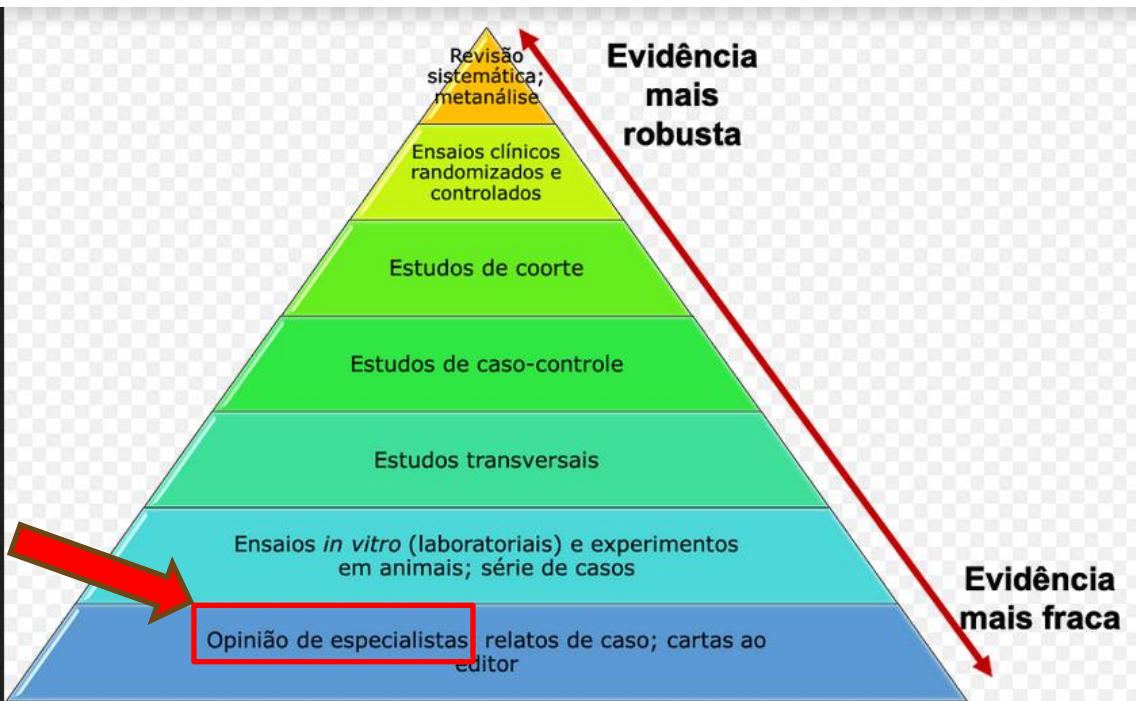 Revisão
sistemática;
metanálise
Evidência
mais
robusta
Ensaios clínicos
randomizados e
controlados
Estudos de coorte
Estudos de caso-controle
Estudos transversais
Ensaios in vitro (laboratoriais) e experimentos
em animais; série de casos
Evidência
mais fraca
Opinião de especialistas; relatos de caso; cartas ao
editor